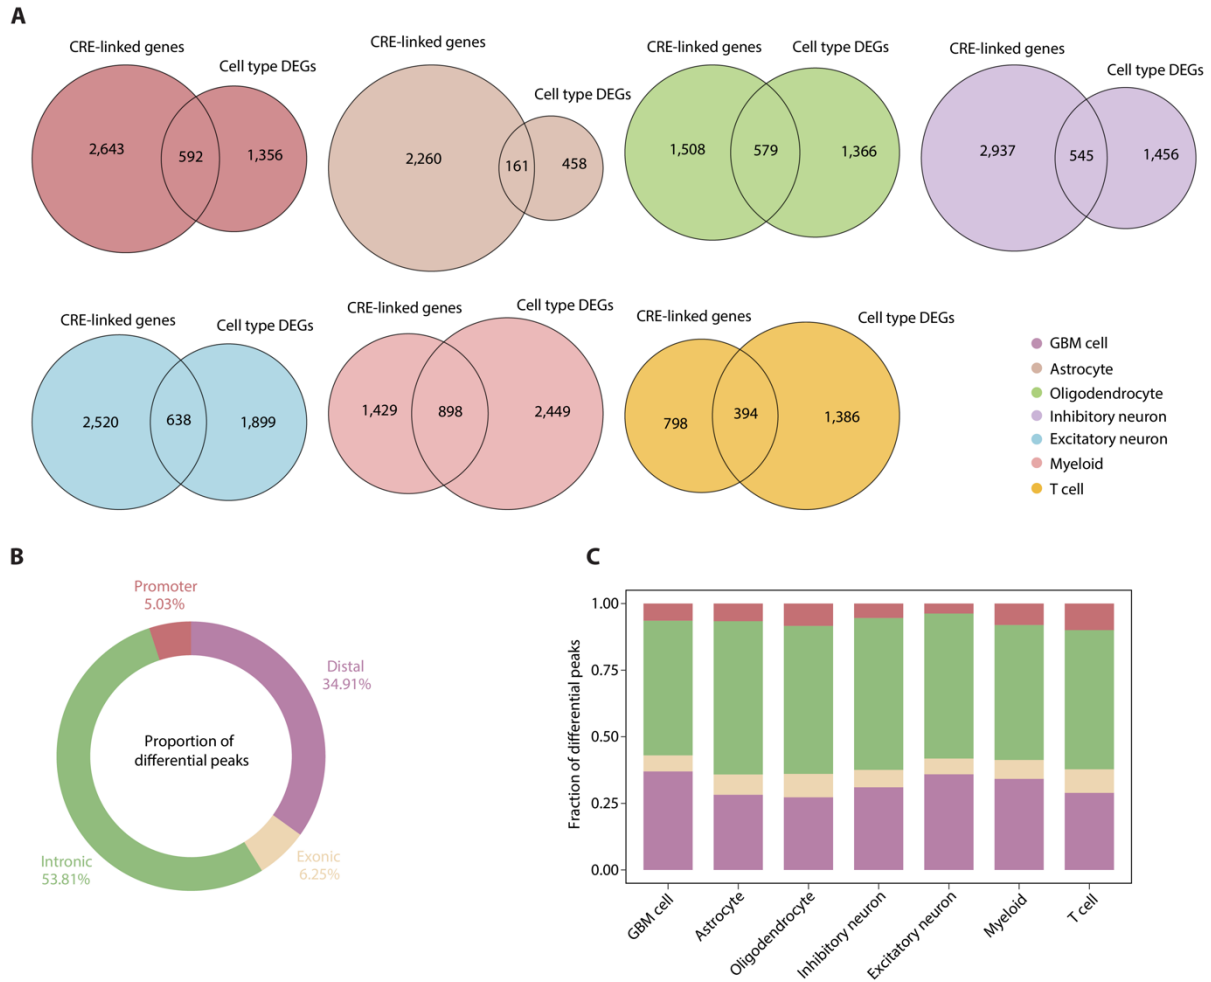 A
CRE-linked genes
Cell type DEGs
2,643
592
1,356
CRE-linked genes
Cell type DEGs
2,260
161
458
CRE-linked genes
Cell type DEGs
1,508
579
1,366
CRE-linked genes
Cell type DEGs
2,937
545
1,456
CRE-linked genes
Cell type DEGs
2,520
638
1,899
CRE-linked genes
Cell type DEGs
1,429
898
2,449
CRE-linked genes
Cell type DEGs
798
394
1,386
GBM cell
Astrocyte
Oligodendrocyte
Inhibitory neuron
Excitatory neuron
Myeloid
T cell
B
Promoter
5.03%
Distal
34.91%
Proportion of
differential peaks
Intronic
53.81%
Exonic
6.25%
C
Fraction of differential peaks
1.00
0.75
0.50
0.25
0.00
GBM cell
Astrocyte
Oligodendrocyte
Inhibitory neuron
Excitatory neuron
Myeloid
T cell